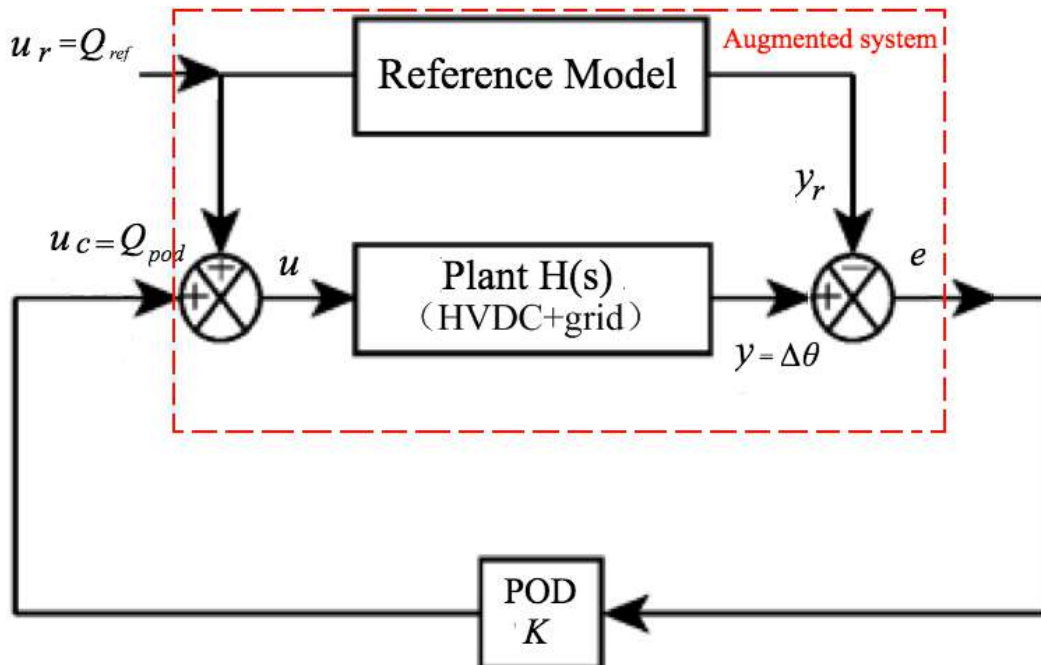 u r = Q ref
Augmented system
Reference Model
y r
u c = Q pod
+
u
−
e
+
Plant H(s)
+
(HVDC+grid)
y = Δθ
POD
K